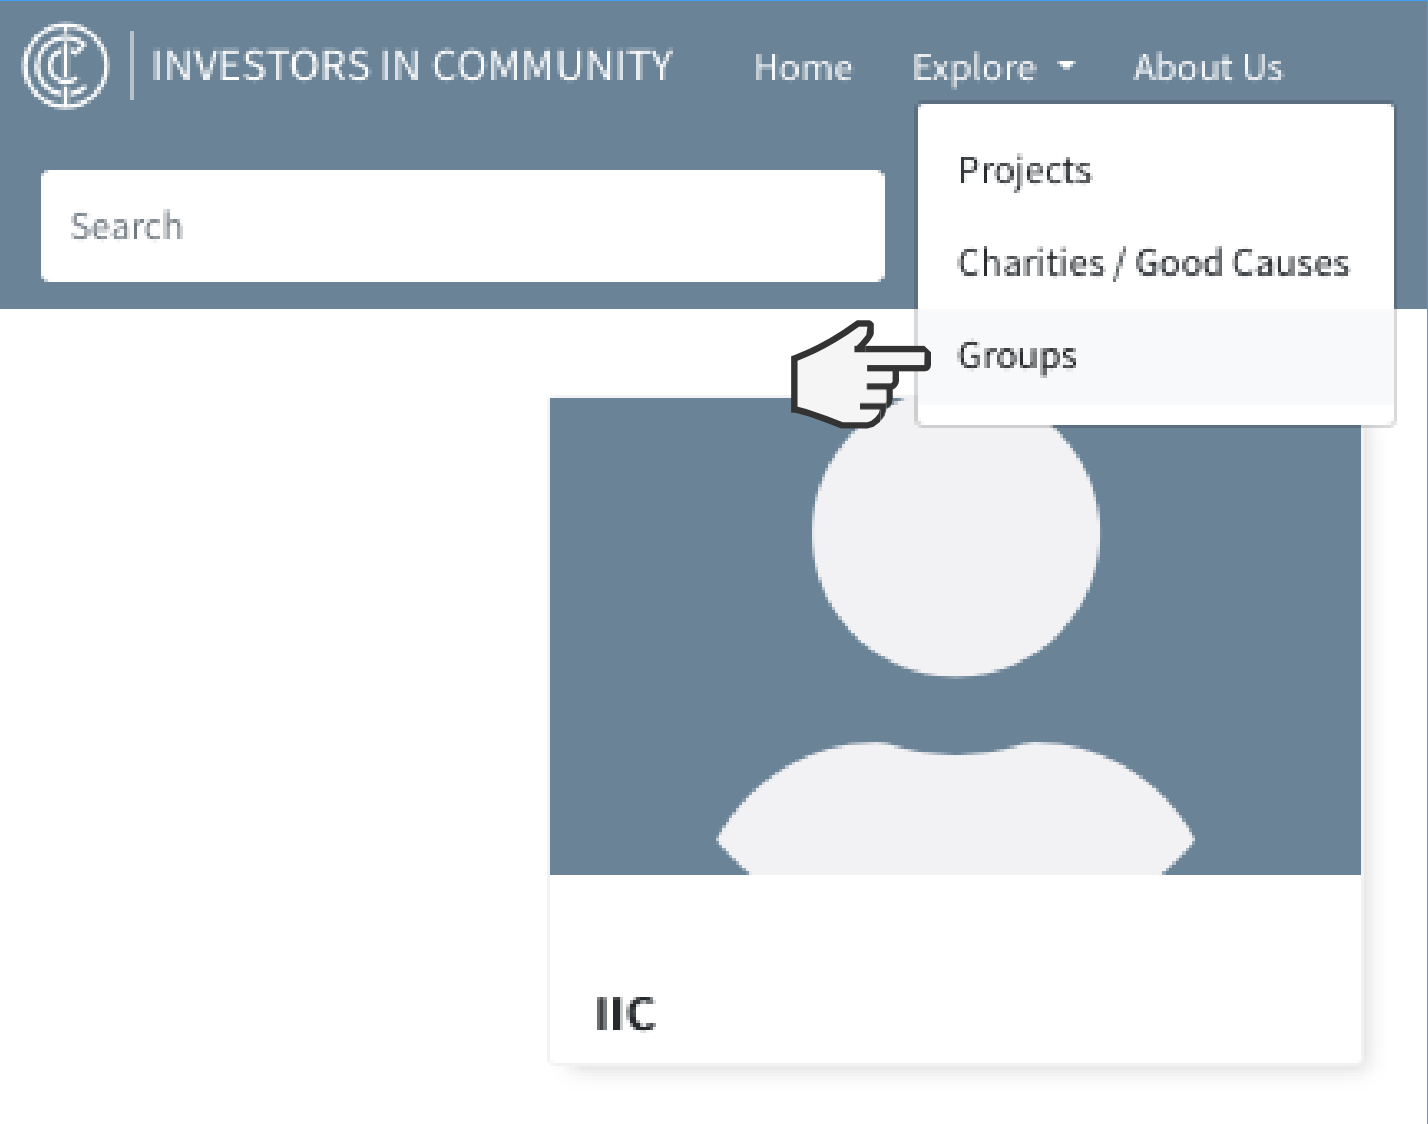 INVESTORS IN COMMUNITY
Home
Explore
About Us
Search
Projects
Charities / Good Causes
Groups
IIC